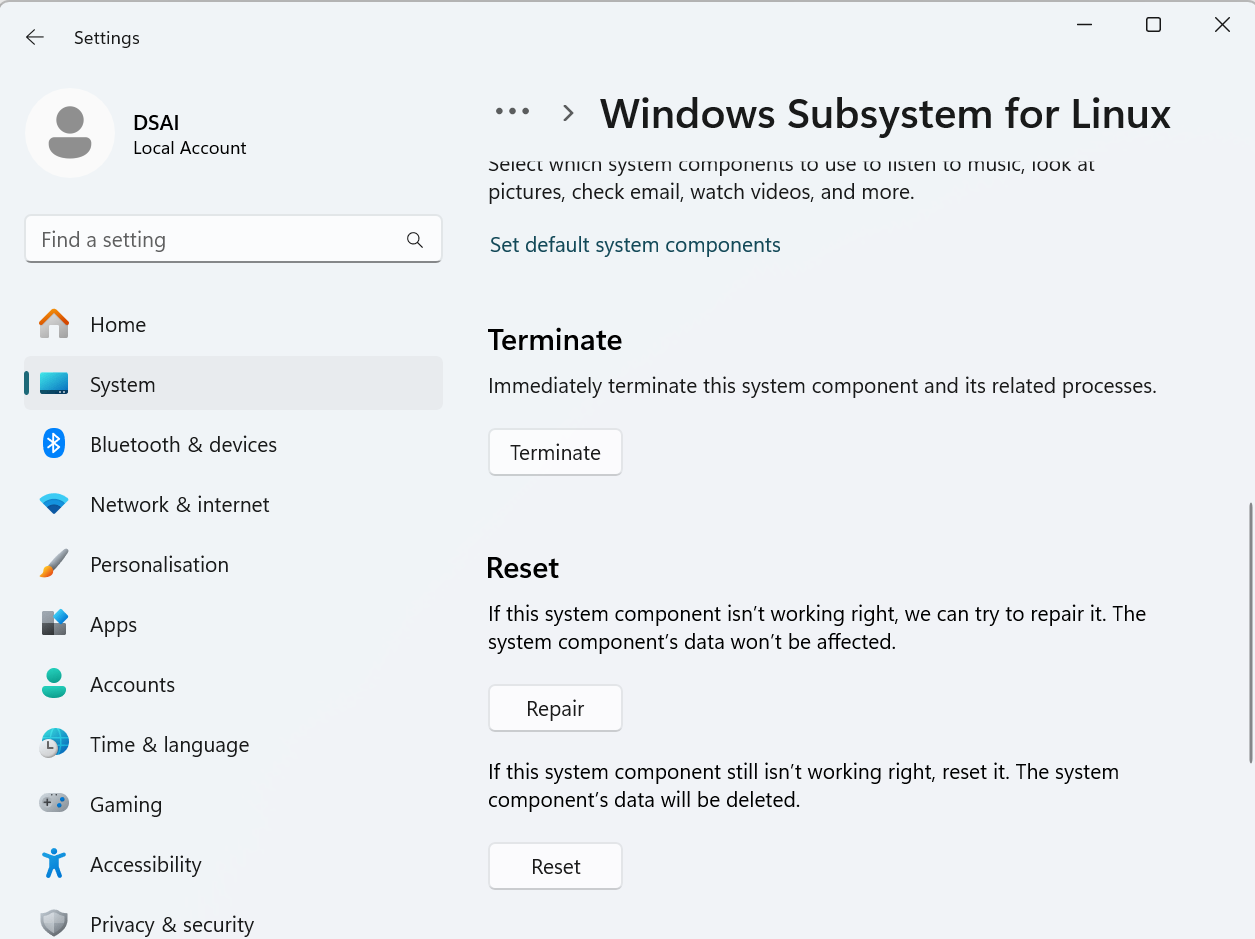 Settings
DSAI
Local Account
Find a setting
Home
System
Bluetooth & devices
Network & internet
Personalisation
Apps
Accounts
Time & language
Gaming
Accessibility
Privacy & security
••• > Windows Subsystem for Linux
Select which system components to use to listen to music, look at
pictures, check email, watch videos, and more.
Set default system components
Terminate
Immediately terminate this system component and its related processes.
Terminate
Reset
If this system component isn’t working right, we can try to repair it. The
system component’s data won’t be affected.
Repair
If this system component still isn’t working right, reset it. The system
component’s data will be deleted.
Reset